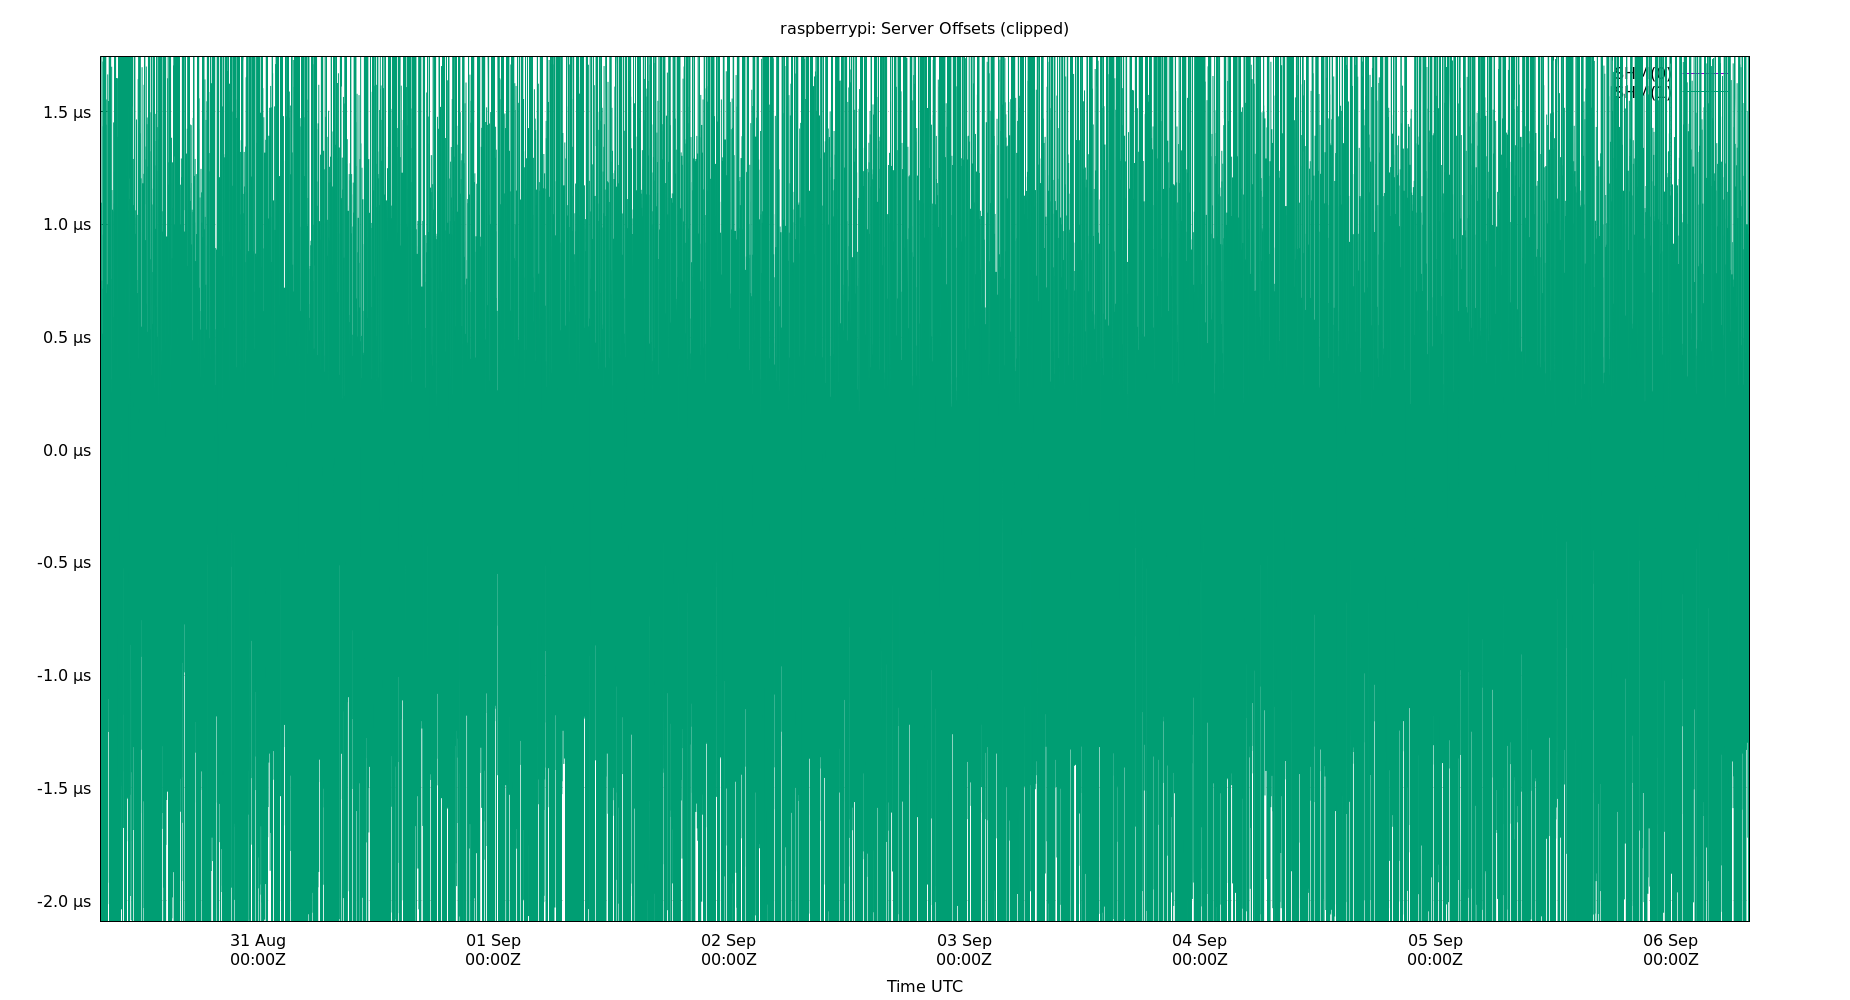 raspberrypi: Server Offsets (clipped)
1.5 µs
1.0 µs
0.5 µs
0.0 µs
-0.5 µs
-1.0 µs
-1.5 µs
-2.0 µs
31 Aug 01 Sep 02 Sep 03 Sep 04 Sep 05 Sep 06 Sep
00:00Z 00:00Z 00:00Z 00:00Z 00:00Z 00:00Z 00:00Z
Time UTC